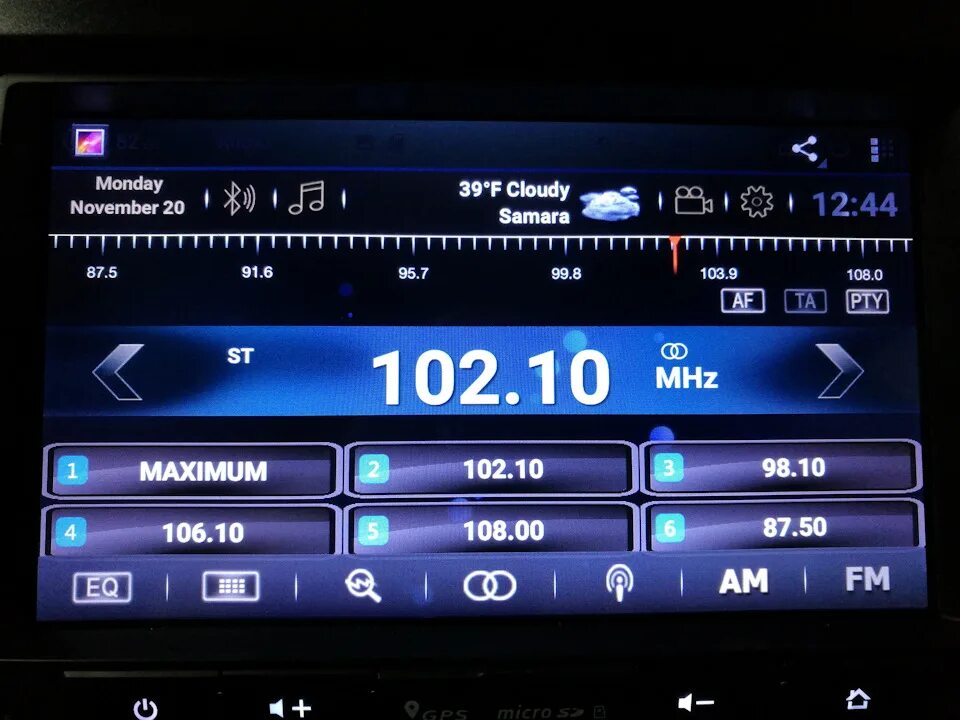 Monday
November 20
39°F Cloudy
Samara
12:44
87.5 91.6 95.7 99.8 103.9 108.0
AF TA PTY
ST 102.10 MHz
1 MAXIMUM 2 102.10 3 98.10
4 106.10 5 108.00 6 87.50
EQ AM FM
GPS micro SD